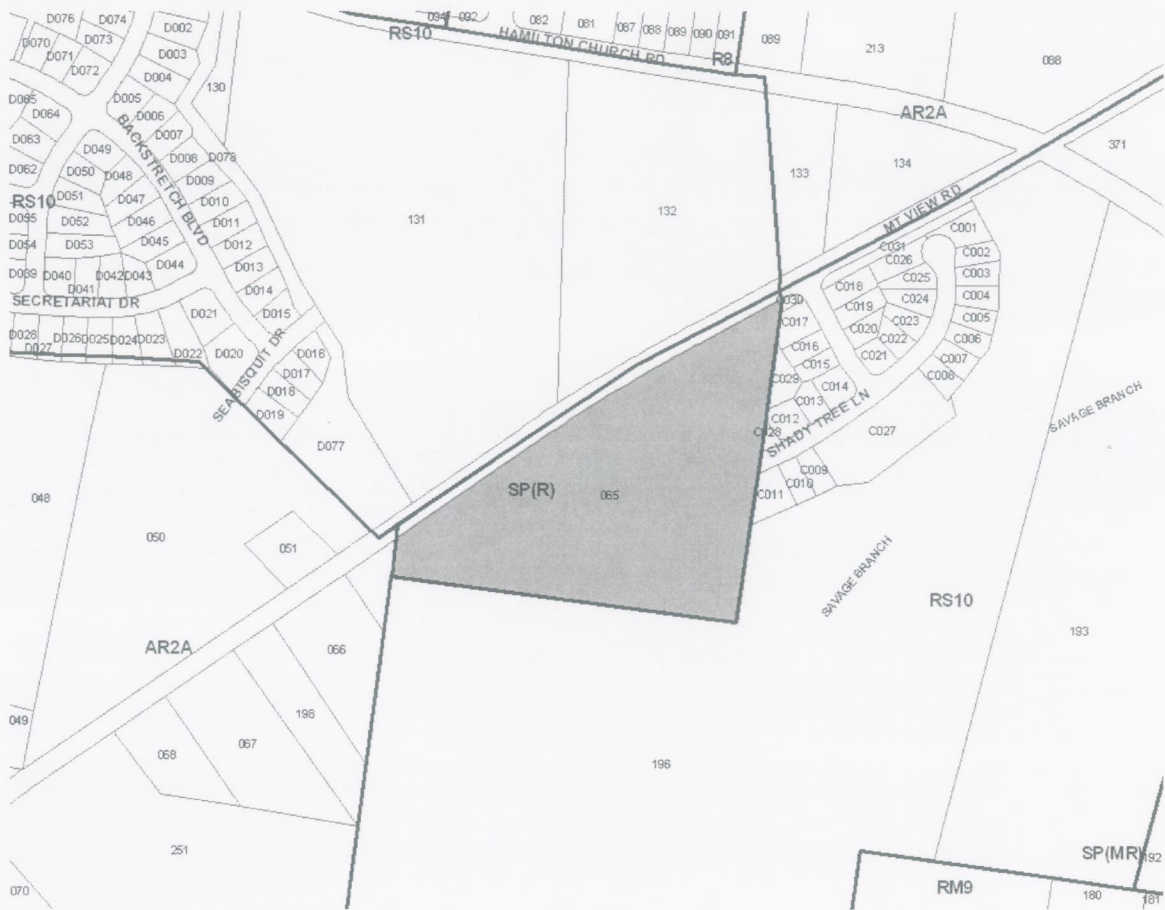 D076 D074 D002
094 092 082 081 087 088 089 090 091 089 213 088
RS10 HAMILTON CHURCH RD R8
D070 D073 D003
D071 D072 D004 130
D065 D064 D005 D006
AR2A
D063 D007
D049 BACKSTRETCH BLVD D008 D078
133 134 371
D062 D050 D048 D009
RS10 D051 D047 D010
MT VIEW RD
D055 D052 D046 D011
131 132
D054 D053 D045 D012
C031 C001
D039 D040 D041 D042 D043 D044 D013
C026 C002
C018 C025 C003
SECRETARIAT DR D021 D014
C030 C019 C024 C004
D015
C017 C020 C023 C005
D028 D027 D026 D025 D024 D023 D022 D020
SEABISQUIT DR
D016
C016 C021 C022 C006
D017
C015 C007
D018
C029 C014 C008
D019
C013
C012
C028 SHADY TREE LN C027
SAVAGE BRANCH
D077
C009
C010
C011
048
SP(R) 065
050
051
SAVAGE BRANCH
RS10
193
AR2A
066
198
049
067
068
196
251
070
SP(MR) 192
RM9 180 181